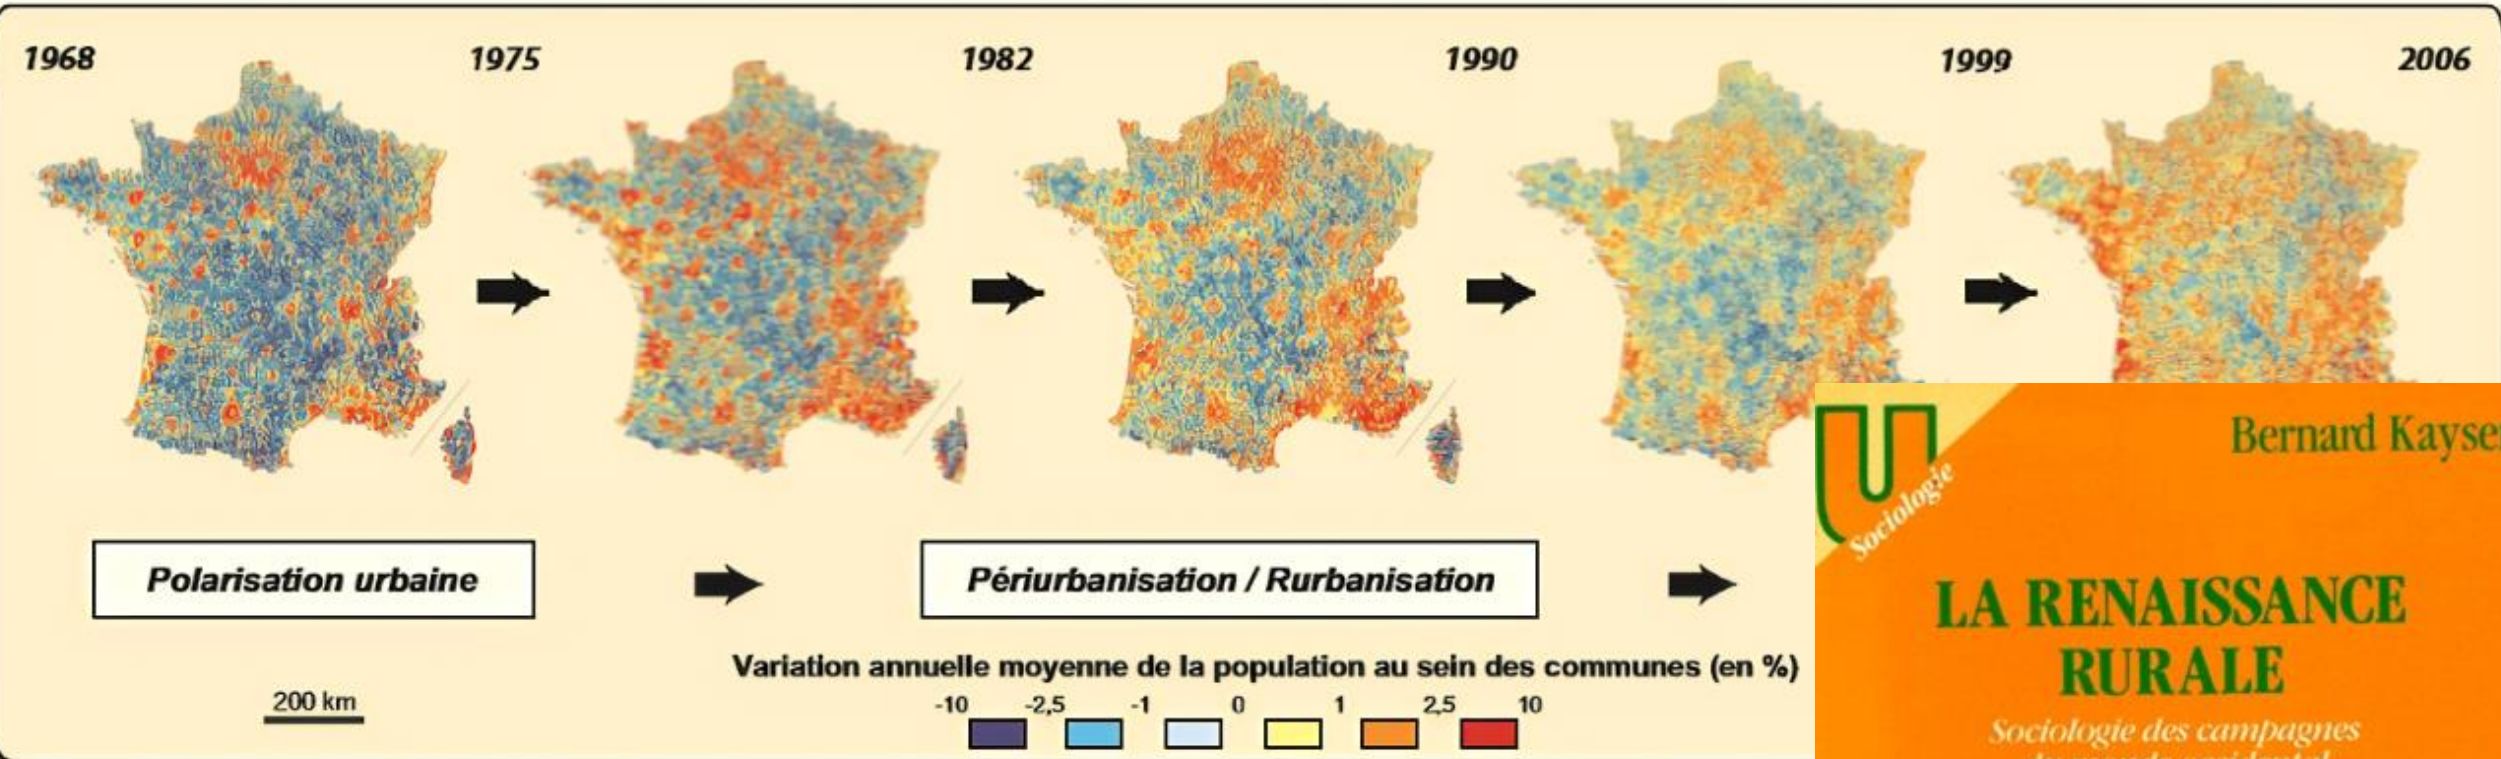 1968
1975
1982
1990
1999
2006
Polarisation urbaine
Périurbanisation / Rurbanisation
Variation annuelle moyenne de la population au sein des communes (en %)
-10 -2,5 -1 0 1 2,5 10
200 km
U
Sociologie
Bernard Kayse
LA RENAISSANCE
RURALE
Sociologie des campagnes